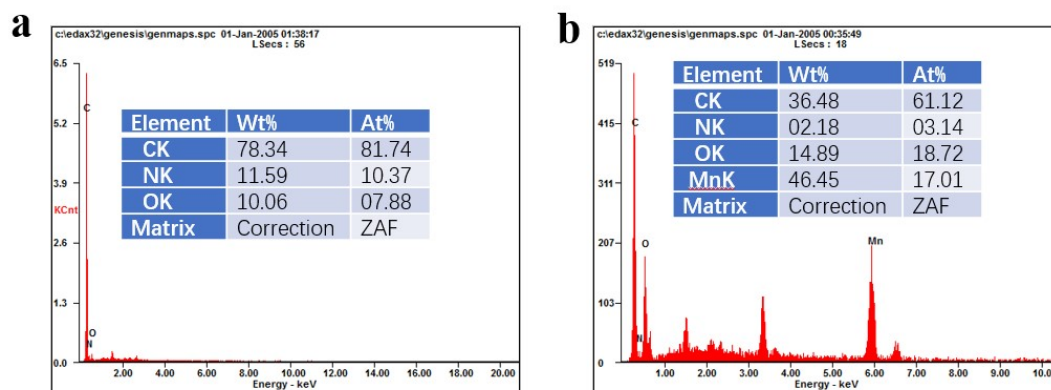 a
c:\edax32\genesis\genmaps.spc 01-Jan-2005 01:38:17
LSecs : 56
6.5
5.2
3.9
KCnt
2.6
1.3
0.0
C
O
N
Element Wt% At%
CK 78.34 81.74
NK 11.59 10.37
OK 10.06 07.88
Matrix Correction ZAF
2.00 4.00 6.00 8.00 10.00 12.00 14.00 16.00 18.00 20.00
Energy - keV
b
c:\edax32\genesis\genmaps.spc 01-Jan-2005 00:35:49
LSecs : 18
519
415
311
207
103
0
C
O
N
Mn
Element Wt% At%
CK 36.48 61.12
NK 02.18 03.14
OK 14.89 18.72
MnK 46.45 17.01
Matrix Correction ZAF
1.00 2.00 3.00 4.00 5.00 6.00 7.00 8.00 9.00 10.0
Energy - keV